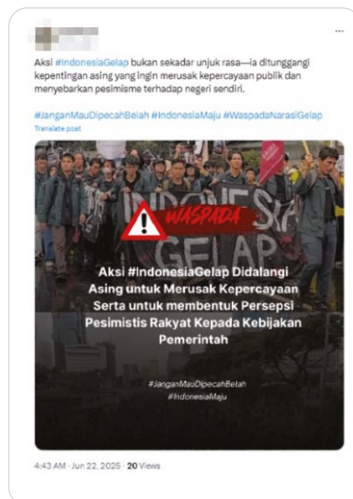 Aksi #IndonesiaGelap bukan sekadar unjuk rasa—ia ditunggangi
kepentingan asing yang ingin merusak kepercayaan publik dan
menyebarkan pesimisme terhadap negeri sendiri.
#JanganMauDipecahBelah #IndonesiaMaju #WaspadaNarasiGelap
Translate post
INDONESIA
GELAP
WASPADA
Aksi #IndonesiaGelap Didalangi
Asing untuk Merusak Kepercayaan
Serta untuk membentuk Persepsi
Pesimistis Rakyat Kepada Kebijakan
Pemerintah
#JanganMauDipecahBelah
#IndonesiaMaju
4:43 AM · Jun 22, 2025 · 20 Views